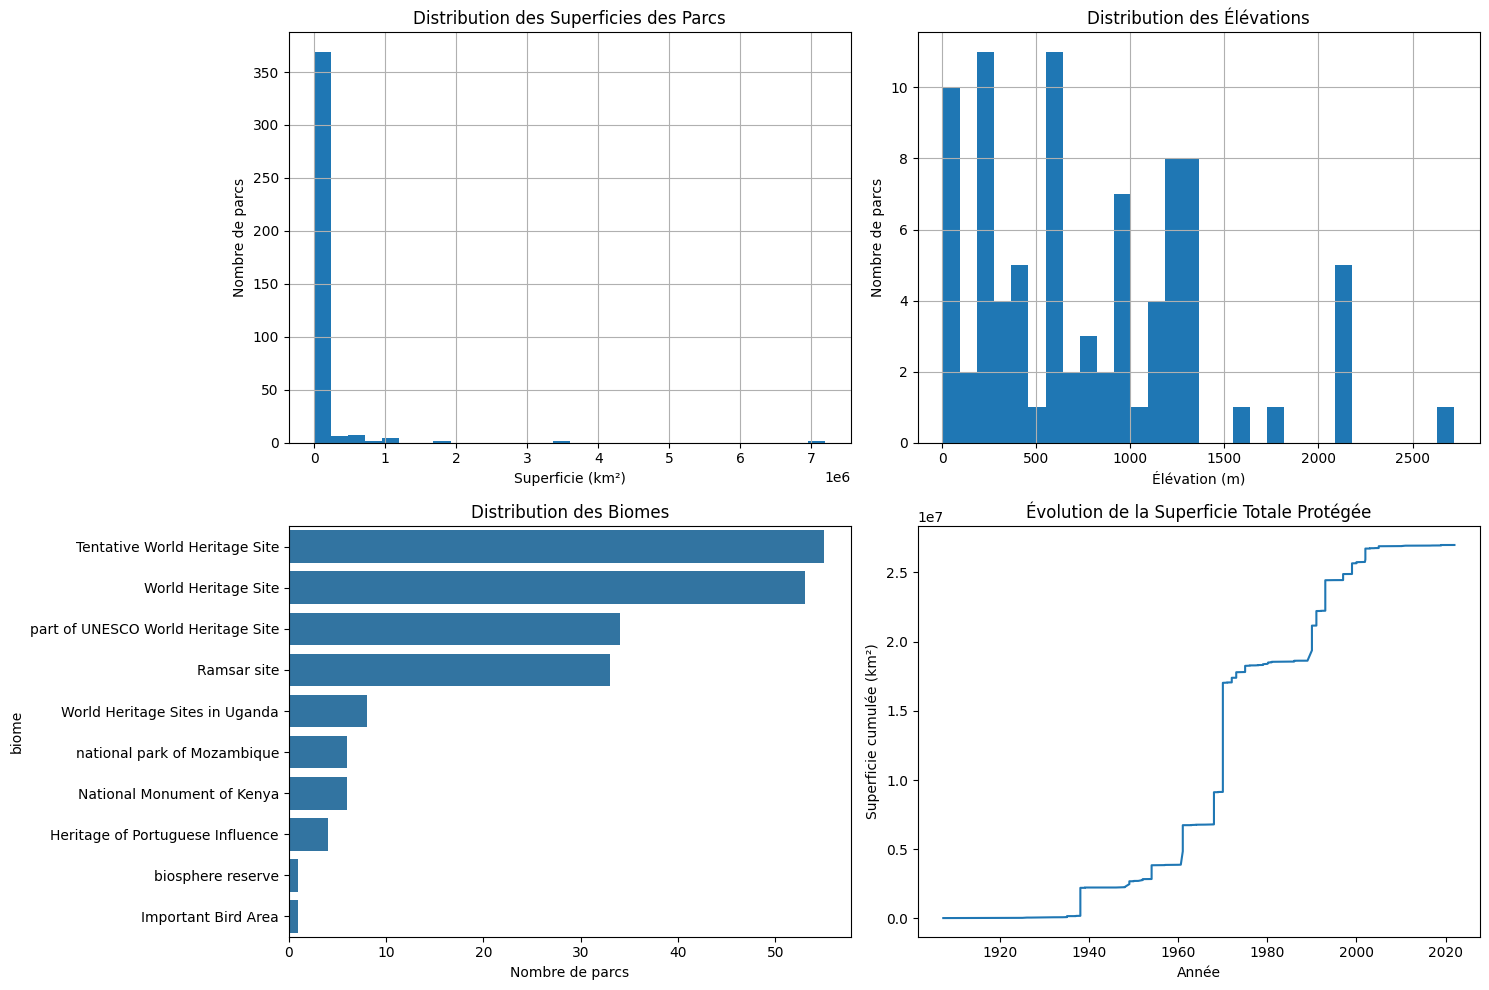 Distribution des Superficies des Parcs
Nombre de parcs
350
300
250
200
150
100
50
0
0 1 2 3 4 5 6 7
1e6
Superficie (km²)
Distribution des Élévations
Nombre de parcs
10
8
6
4
2
0
0 500 1000 1500 2000 2500
Élévation (m)
Distribution des Biomes
biome
Tentative World Heritage Site
World Heritage Site
part of UNESCO World Heritage Site
Ramsar site
World Heritage Sites in Uganda
national park of Mozambique
National Monument of Kenya
Heritage of Portuguese Influence
biosphere reserve
Important Bird Area
0 10 20 30 40 50
Nombre de parcs
Évolution de la Superficie Totale Protégée
1e7
Superficie cumulée (km²)
2.5
2.0
1.5
1.0
0.5
0.0
1920 1940 1960 1980 2000 2020
Année